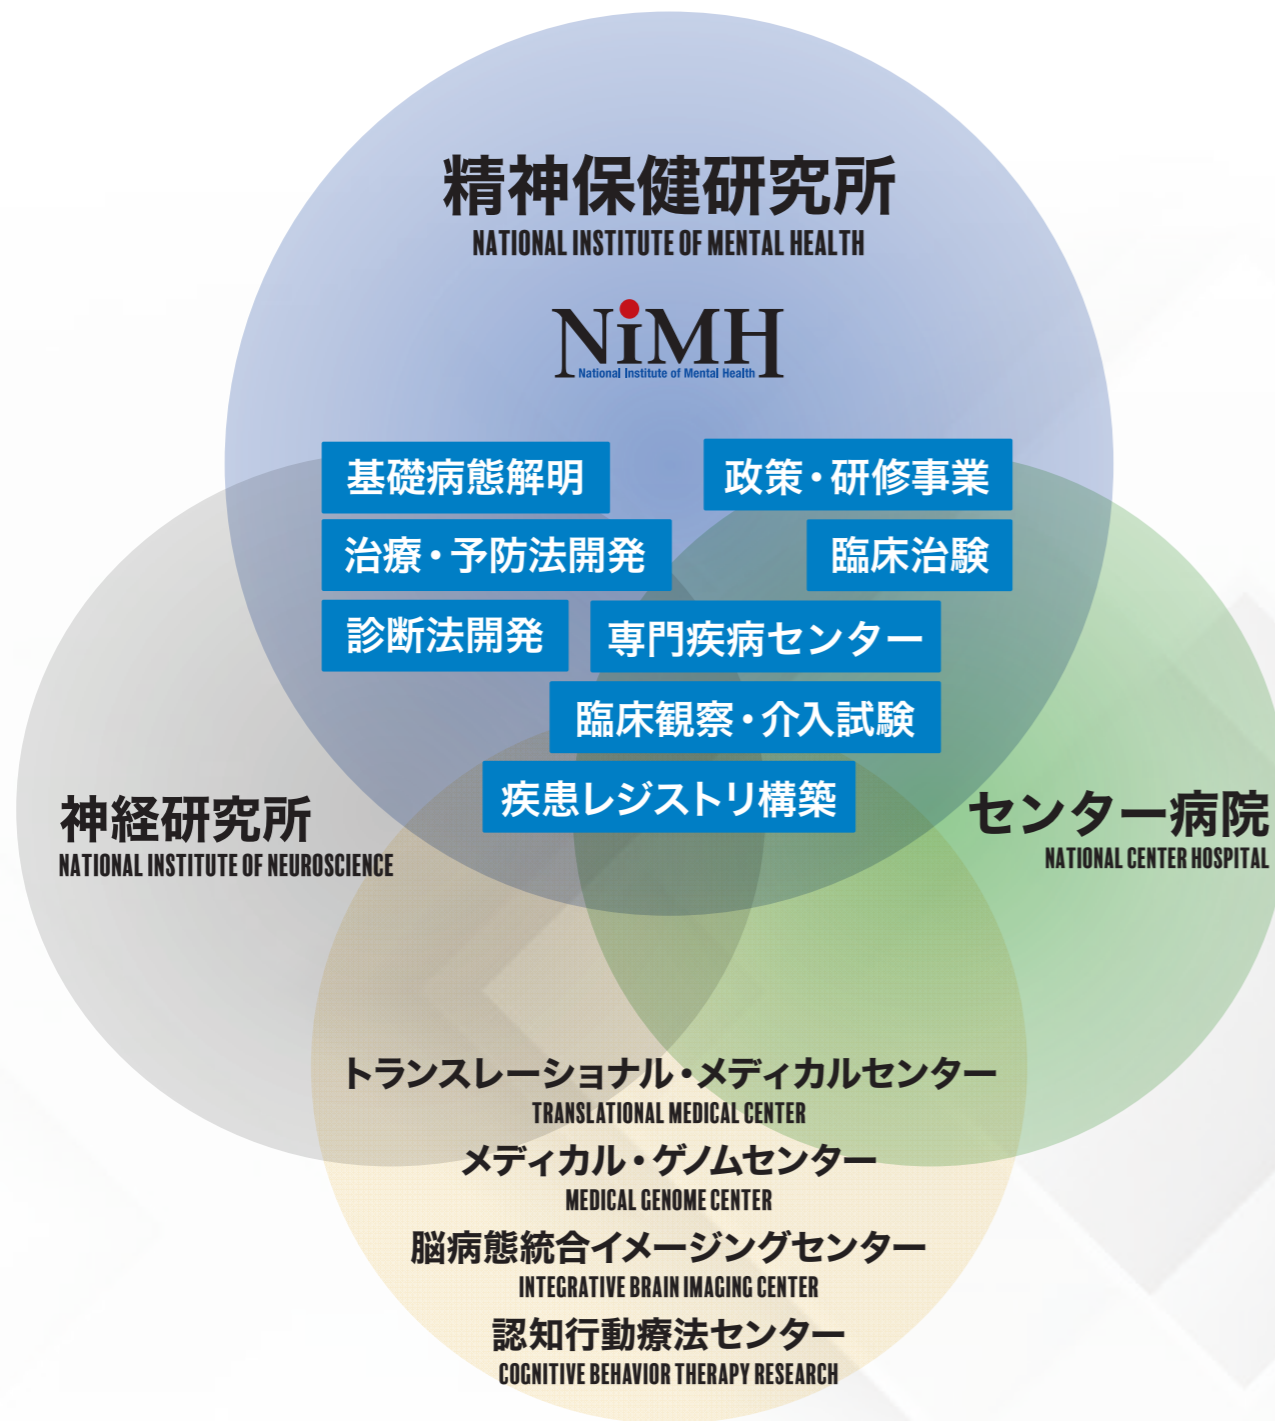 精神保健研究所
NATIONAL INSTITUTE OF MENTAL HEALTH
NiMH
National Institute of Mental Health
基礎病態解明
政策・研修事業
治療・予防法開発
臨床治験
診断法開発
専門疾病センター
臨床観察・介入試験
疾患レジストリ構築
神経研究所
NATIONAL INSTITUTE OF NEUROSCIENCE
センター病院
NATIONAL CENTER HOSPITAL
トランスレーショナル・メディカルセンター
TRANSLATIONAL MEDICAL CENTER
メディカル・ゲノムセンター
MEDICAL GENOME CENTER
脳病態統合イメージングセンター
INTEGRATIVE BRAIN IMAGING CENTER
認知行動療法センター
COGNITIVE BEHAVIOR THERAPY RESEARCH